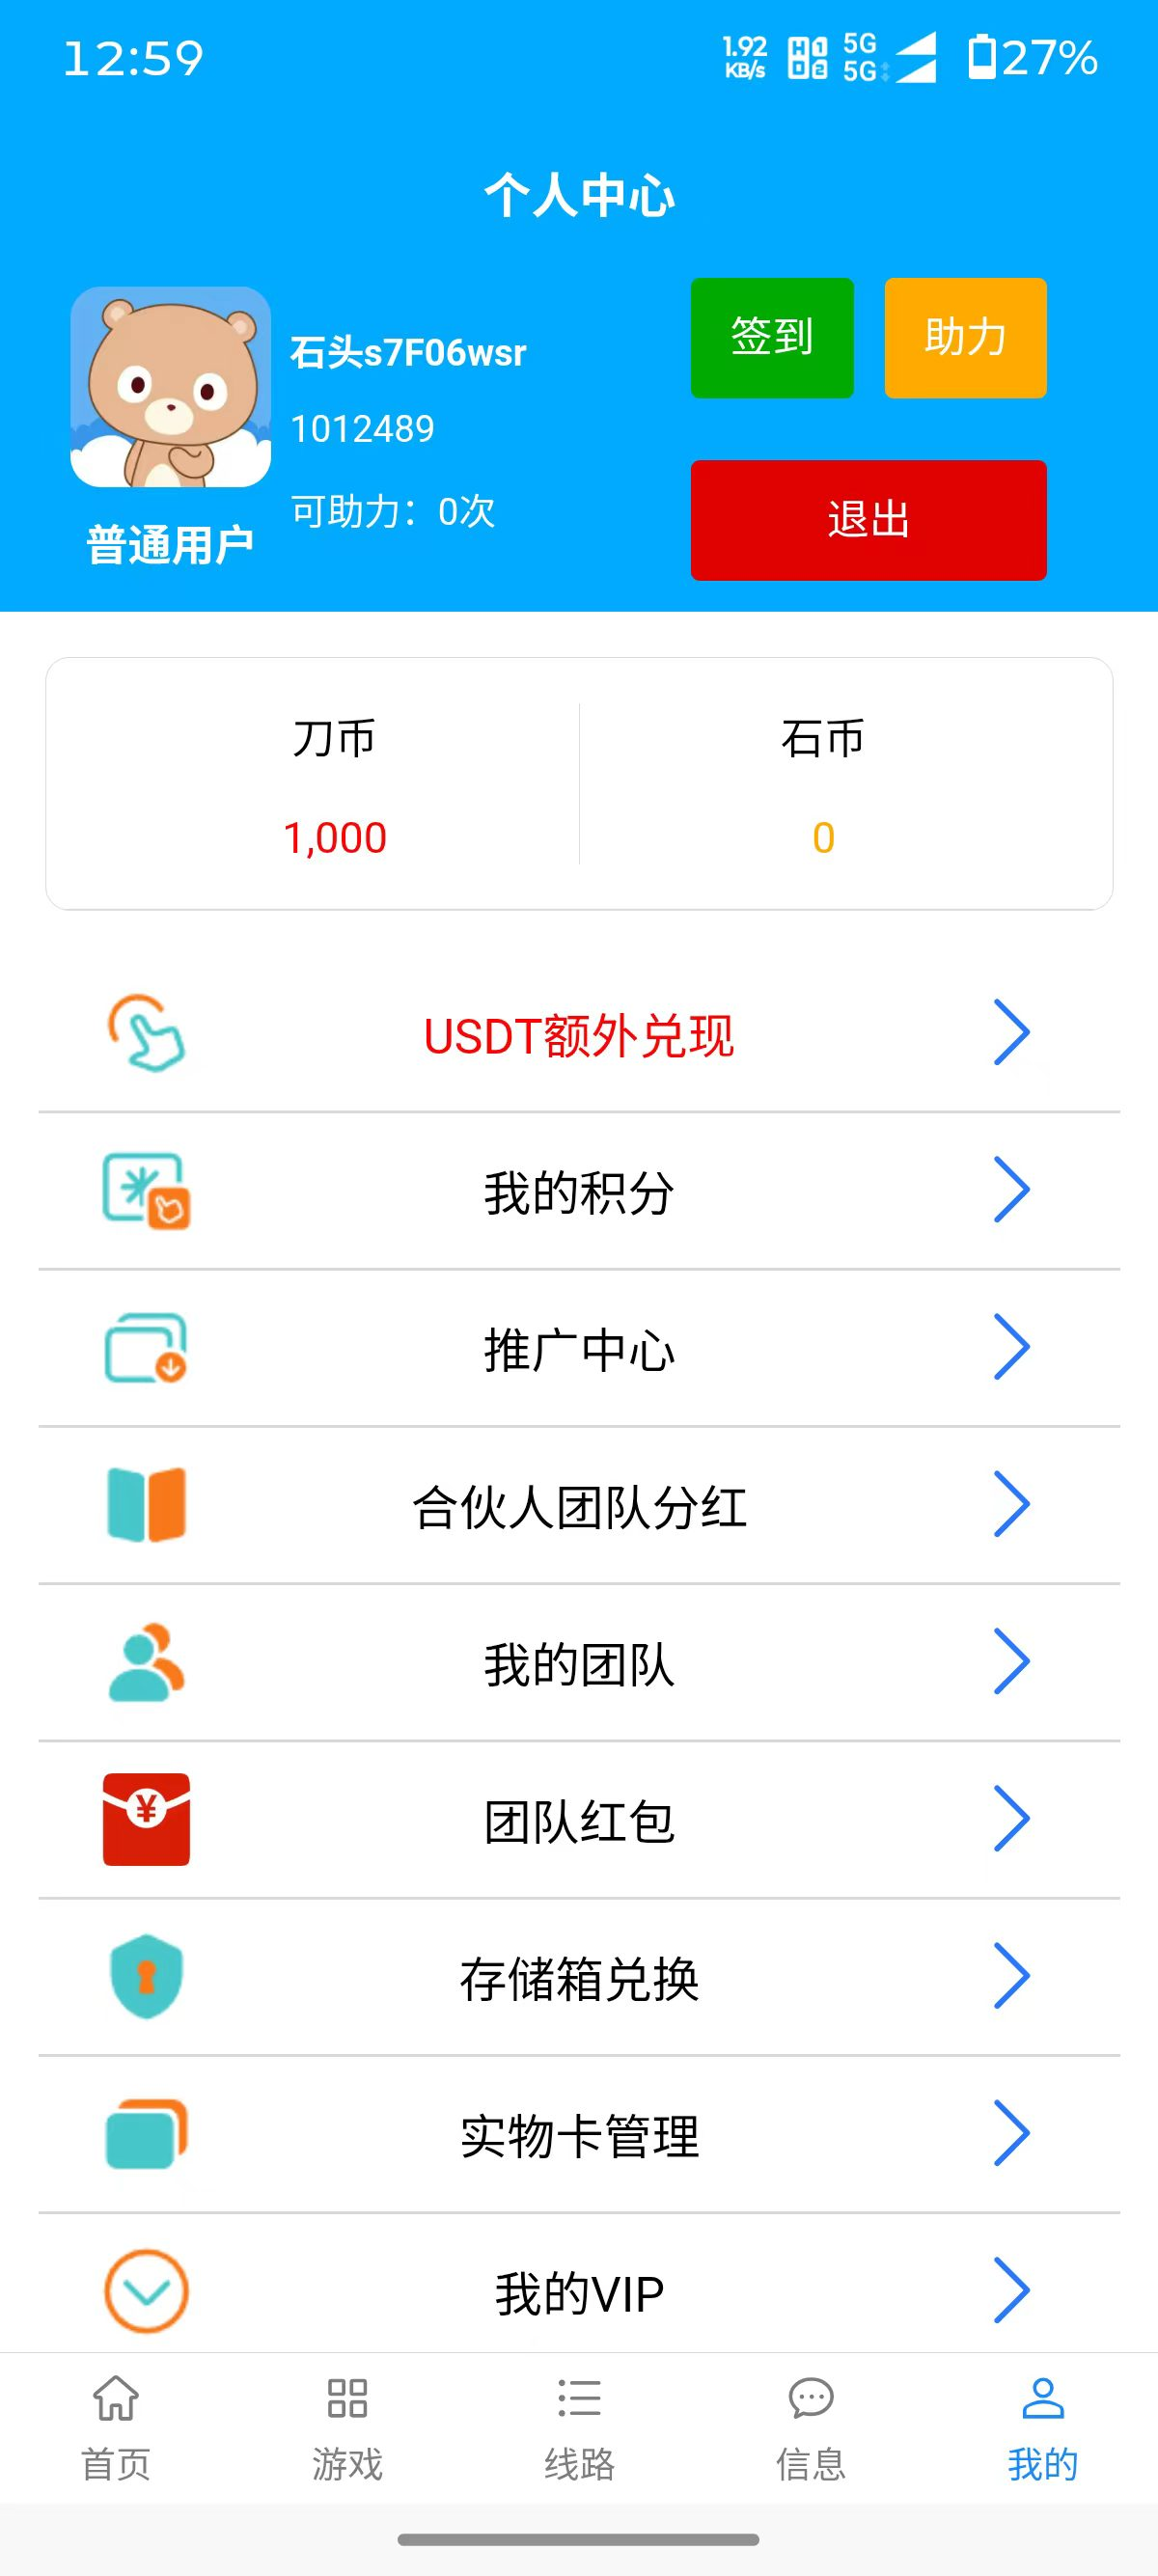 12:59
1.92 KB/s
HD 1 2
5G
5G
27%
个人中心
石头s7F06wsr
1012489
可助力：0次
普通用户
签到
助力
退出
刀币
石币
1,000
0
USDT额外兑现
我的积分
推广中心
合伙人团队分红
我的团队
¥
团队红包
存储箱兑换
实物卡管理
我的VIP
首页
游戏
线路
信息
我的